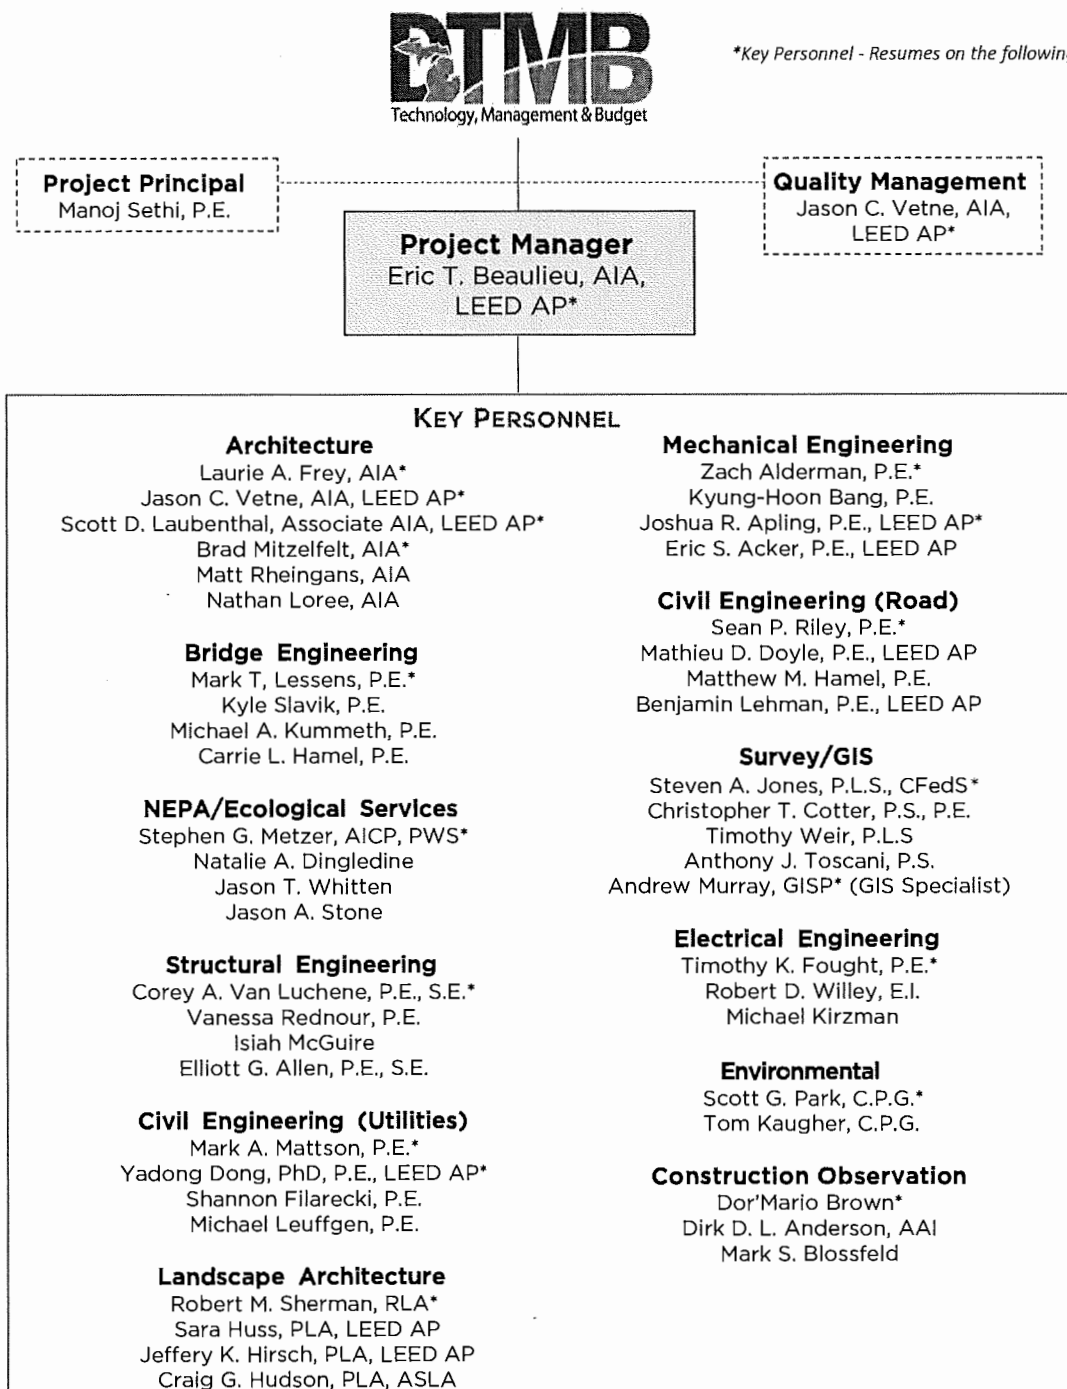 DTMB
Technology, Management & Budget
*Key Personnel - Resumes on the following
Project Principal
Manoj Sethi, P.E.
Quality Management
Jason C. Vetne, AIA,
LEED AP*
Project Manager
Eric T. Beaulieu, AIA,
LEED AP*
KEY PERSONNEL
Architecture
Laurie A. Frey, AIA*
Jason C. Vetne, AIA, LEED AP*
Scott D. Laubenthal, Associate AIA, LEED AP*
Brad Mitzelfelt, AIA*
Matt Rheingans, AIA
Nathan Loree, AIA
Bridge Engineering
Mark T, Lessens, P.E.*
Kyle Slavik, P.E.
Michael A. Kummeth, P.E.
Carrie L. Hamel, P.E.
NEPA/Ecological Services
Stephen G. Metzer, AICP, PWS*
Natalie A. Dingledine
Jason T. Whitten
Jason A. Stone
Structural Engineering
Corey A. Van Luchene, P.E., S.E.*
Vanessa Rednour, P.E.
Isiah McGuire
Elliott G. Allen, P.E., S.E.
Civil Engineering (Utilities)
Mark A. Mattson, P.E.*
Yadong Dong, PhD, P.E., LEED AP*
Shannon Filarecki, P.E.
Michael Leuffgen, P.E.
Landscape Architecture
Robert M. Sherman, RLA*
Sara Huss, PLA, LEED AP
Jeffery K. Hirsch, PLA, LEED AP
Craig G. Hudson, PLA, ASLA
Mechanical Engineering
Zach Alderman, P.E.*
Kyung-Hoon Bang, P.E.
Joshua R. Apling, P.E., LEED AP*
Eric S. Acker, P.E., LEED AP
Civil Engineering (Road)
Sean P. Riley, P.E.*
Mathieu D. Doyle, P.E., LEED AP
Matthew M. Hamel, P.E.
Benjamin Lehman, P.E., LEED AP
Survey/GIS
Steven A. Jones, P.L.S., CFedS*
Christopher T. Cotter, P.S., P.E.
Timothy Weir, P.L.S
Anthony J. Toscani, P.S.
Andrew Murray, GISP* (GIS Specialist)
Electrical Engineering
Timothy K. Fought, P.E.*
Robert D. Willey, E.I.
Michael Kirzman
Environmental
Scott G. Park, C.P.G.*
Tom Kaugher, C.P.G.
Construction Observation
Dor'Mario Brown*
Dirk D. L. Anderson, AAI
Mark S. Blossfeld